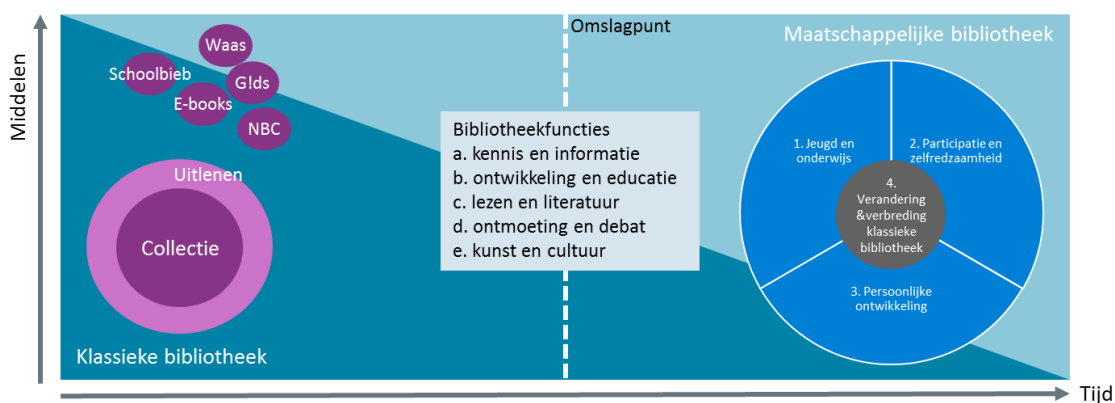 Middelen
Waas
Schoolbieb
G!ds
E-books
NBC
Uitlenen
Collectie
Klassieke bibliotheek
Omslagpunt
Bibliotheekfuncties
a. kennis en informatie
b. ontwikkeling en educatie
c. lezen en literatuur
d. ontmoeting en debat
e. kunst en cultuur
Maatschappelijke bibliotheek
1. Jeugd en
onderwijs
2. Participatie en
zelfredzaamheid
4.
Verandering
&verbreding
klassieke
bibliotheek
3. Persoonlijke
ontwikkeling
Tijd